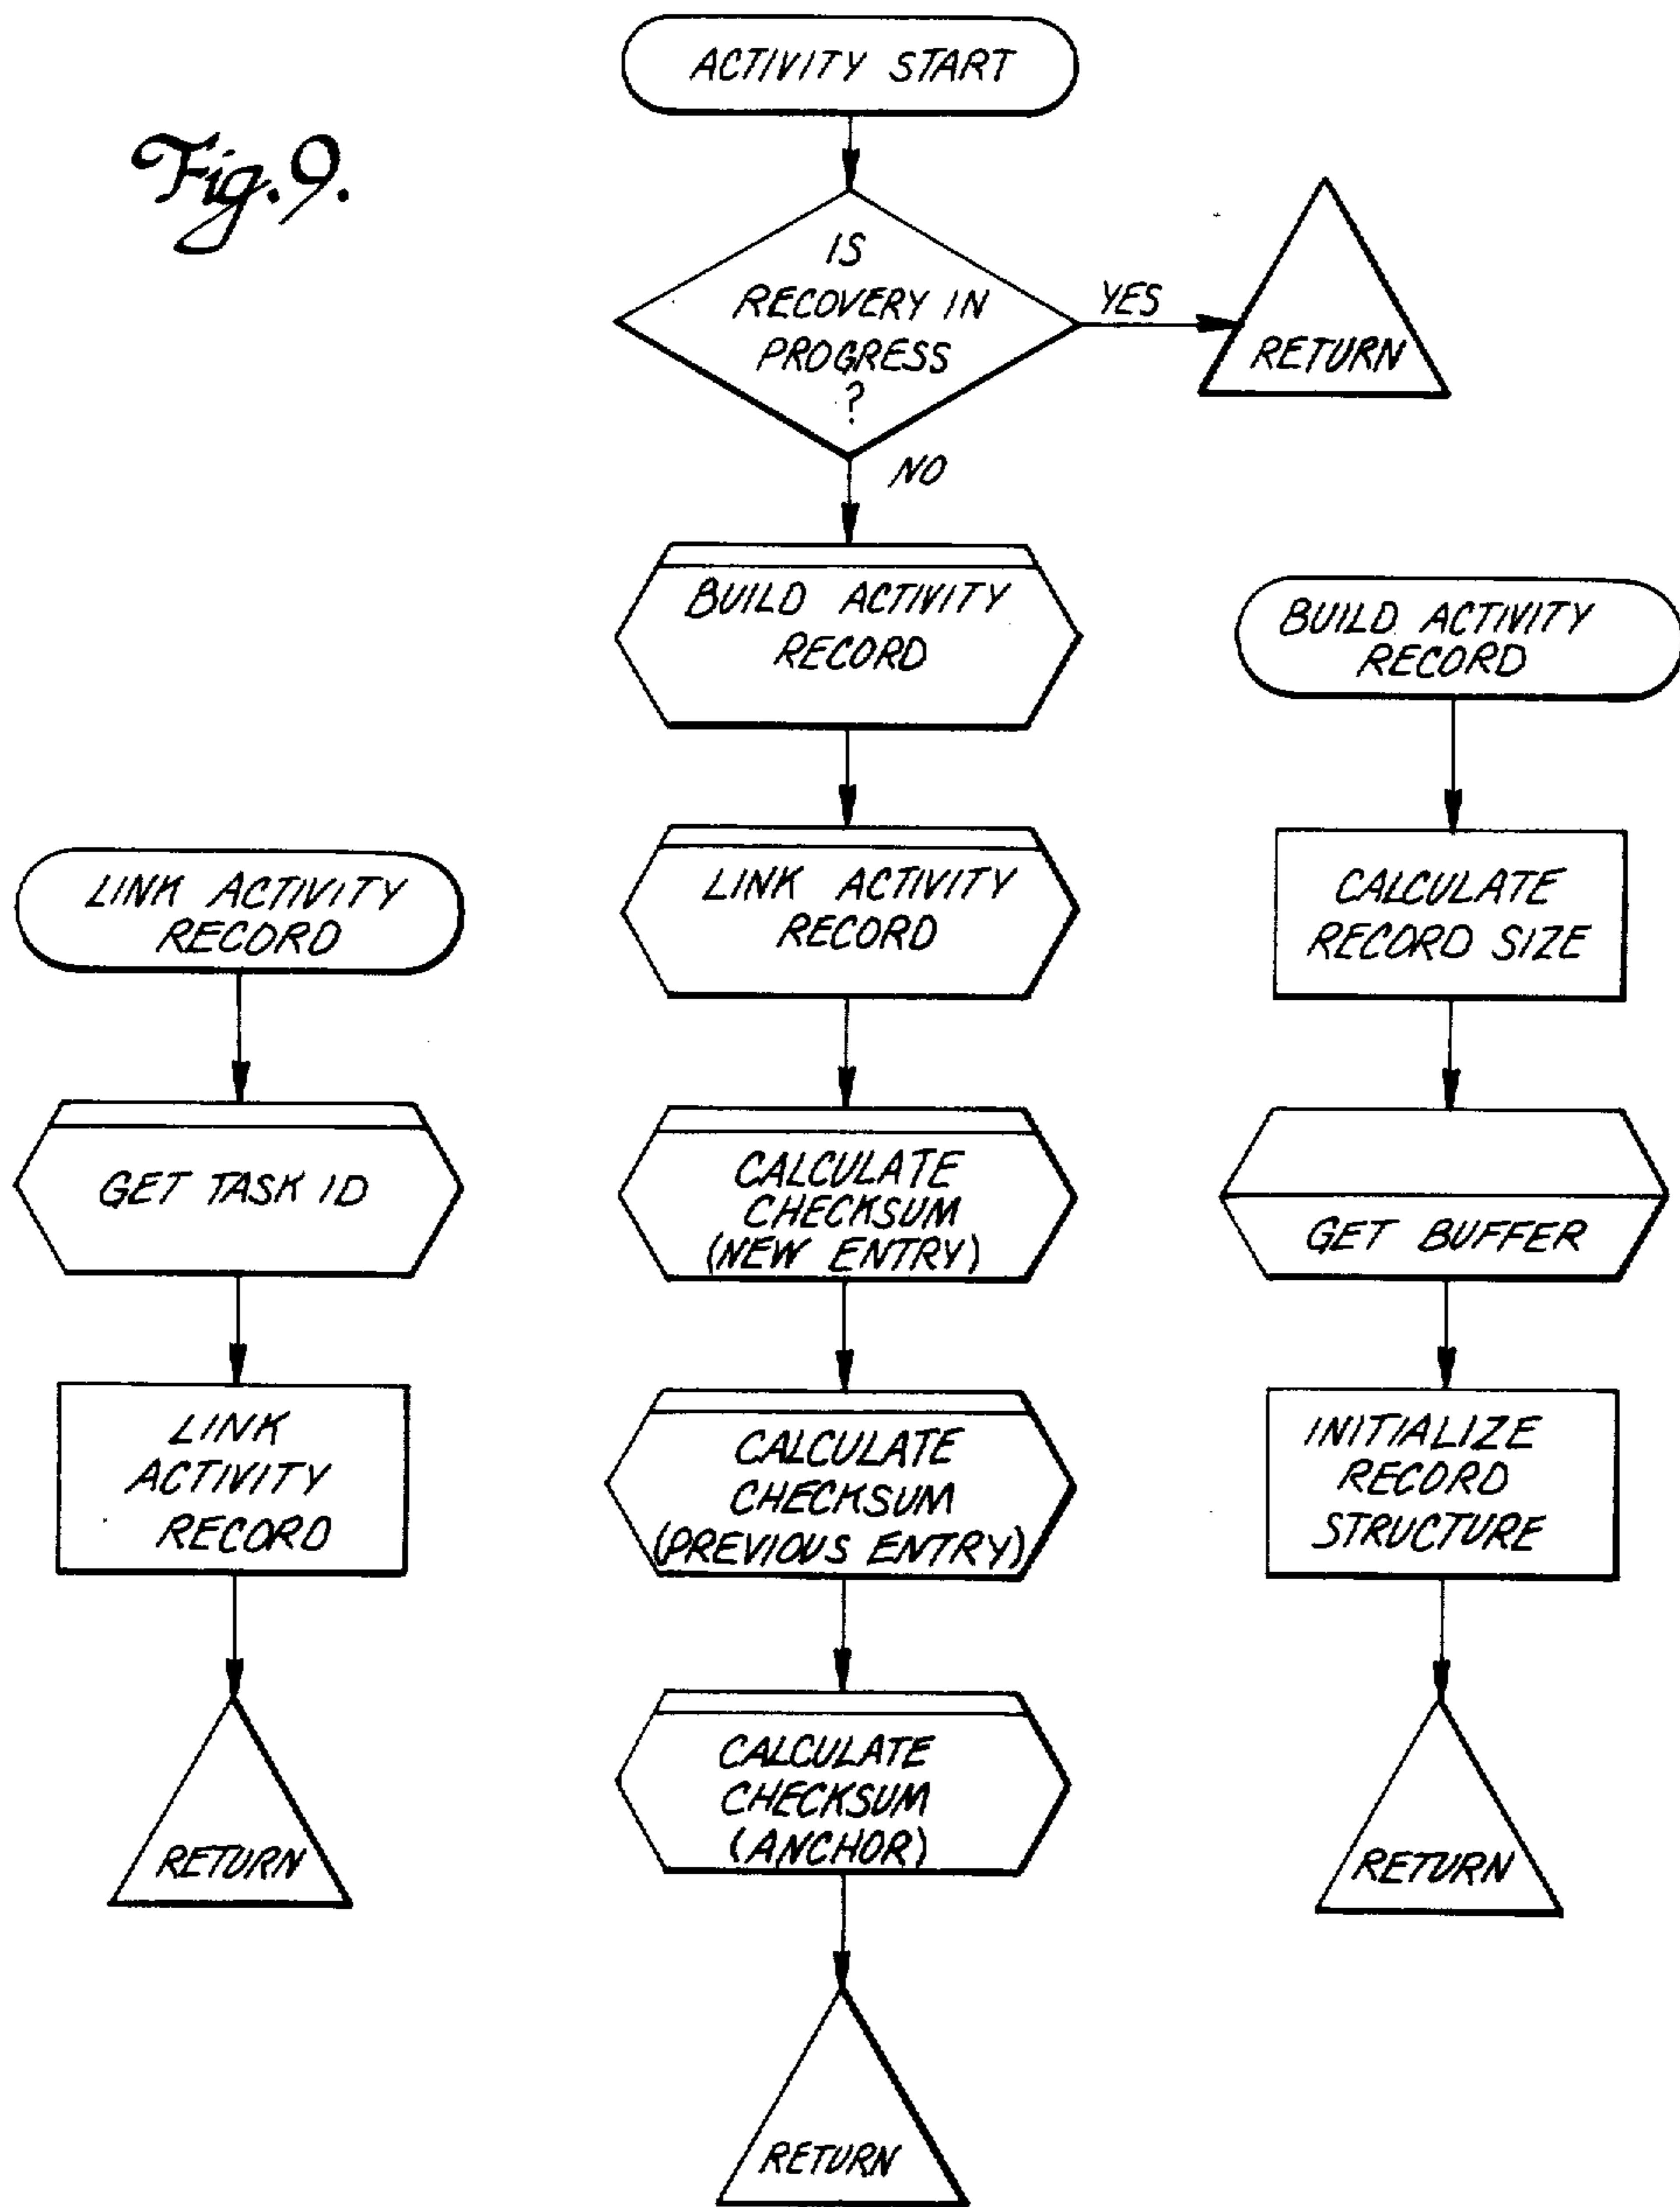 Fig. 9.
ACTIVITY START
IS
RECOVERY IN
PROGRESS
?
YES
RETURN
NO
BUILD ACTIVITY
RECORD
LINK ACTIVITY
RECORD
CALCULATE
CHECKSUM
(NEW ENTRY)
CALCULATE
CHECKSUM
(PREVIOUS ENTRY)
CALCULATE
CHECKSUM
(ANCHOR)
RETURN
LINK ACTIVITY
RECORD
GET TASK ID
LINK
ACTIVITY
RECORD
RETURN
BUILD ACTIVITY
RECORD
CALCULATE
RECORD SIZE
GET BUFFER
INITIALIZE
RECORD
STRUCTURE
RETURN